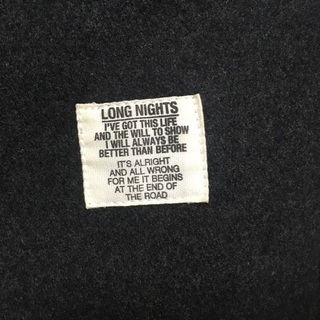 LONG NIGHTS
I'VE GOT THIS LIFE
AND THE WILL TO SHOW
I WILL ALWAYS BE
BETTER THAN BEFORE
IT'S ALRIGHT
AND ALL WRONG
FOR ME IT BEGINS
AT THE END OF
THE ROAD